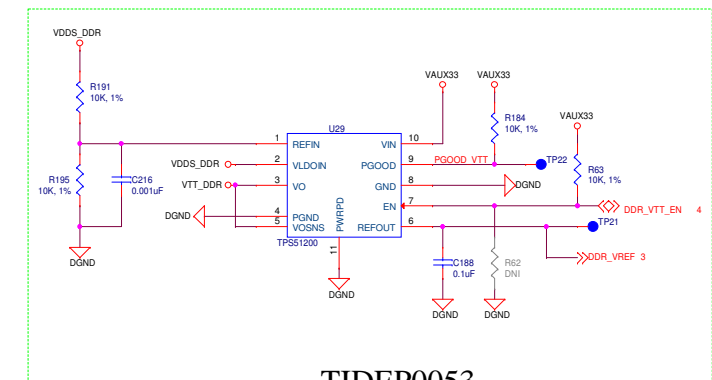 VDDS_DDR
R191
10K, 1%
R195
10K, 1%
C216
0.001uF
DGND
VDDS_DDR
VTT_DDR
DGND
1
2
3
4
5
U29
REFIN
VLDOIN
VO
PGND
VOSNS
PWRPD
VIN
PGOOD
GND
EN
REFOUT
TPS51200
11
DGND
10
9
8
7
6
VAUX33
VAUX33
R184
10K, 1%
PGOOD_VTT
TP22
DGND
VAUX33
R63
10K, 1%
DDR_VTT_EN 4
TP21
DDR_VREF 3
C188
0.1uF
DGND
R62
DNI
DGND
TIDEP0053